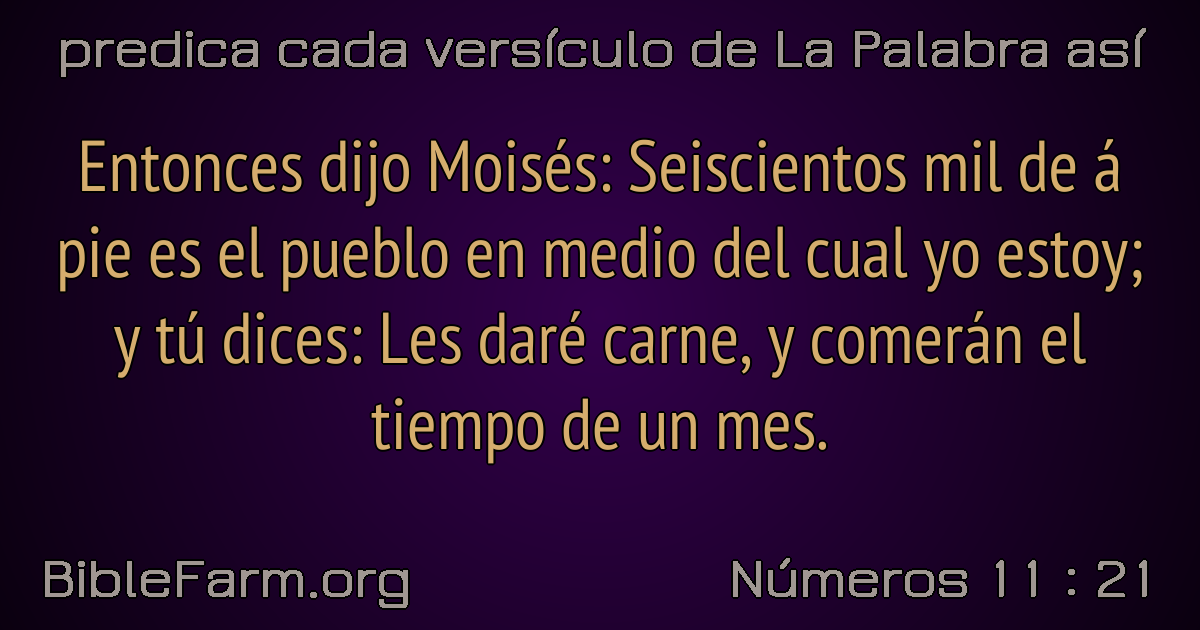 predica cada versículo de La Palabra así
Entonces dijo Moisés: Seiscientos mil de á
pie es el pueblo en medio del cual yo estoy;
y tú dices: Les daré carne, y comerán el
tiempo de un mes.
BibleFarm.org
Números 11 : 21